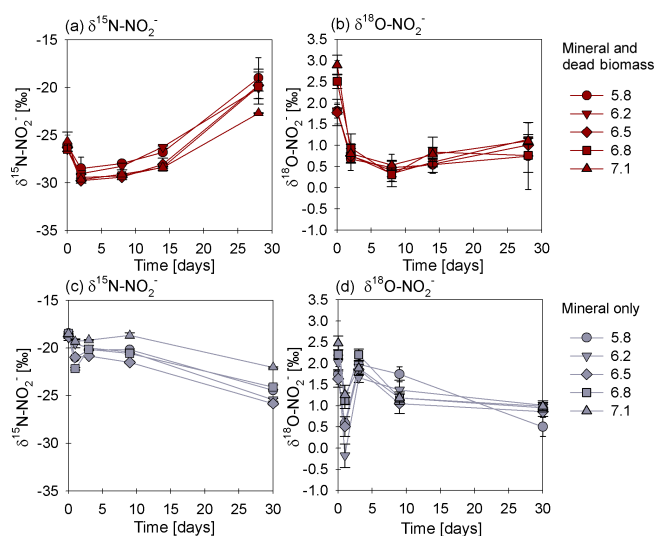 (a) δ¹⁵N-NO₂⁻
(b) δ¹⁸O-NO₂⁻
Mineral and
dead biomass
5.8
6.2
6.5
6.8
7.1
δ¹⁵N-NO₂⁻ [‰]
-15
-20
-25
-30
-35
0 5 10 15 20 25 30
Time [days]
δ¹⁸O-NO₂⁻ [‰]
3.5
3.0
2.5
2.0
1.5
1.0
0.5
0.0
-0.5
-1.0
0 5 10 15 20 25 30
Time [days]
(c) δ¹⁵N-NO₂⁻
(d) δ¹⁸O-NO₂⁻
Mineral only
5.8
6.2
6.5
6.8
7.1
δ¹⁵N-NO₂⁻ [‰]
-15
-20
-25
-30
-35
0 5 10 15 20 25 30
Time [days]
δ¹⁸O-NO₂⁻ [‰]
3.5
3.0
2.5
2.0
1.5
1.0
0.5
0.0
-0.5
-1.0
0 5 10 15 20 25 30
Time [days]